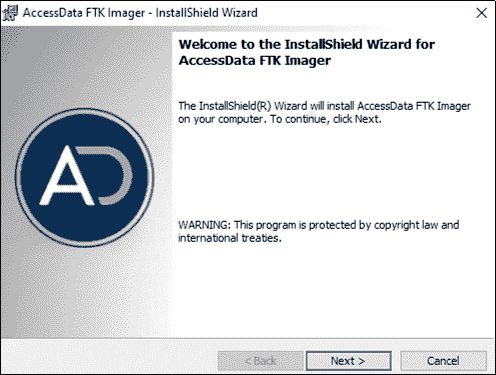 AccessData FTK Imager - InstallShield Wizard
Welcome to the InstallShield Wizard for
AccessData FTK Imager
The InstallShield(R) Wizard will install AccessData FTK Imager
on your computer. To continue, click Next.
AD
WARNING: This program is protected by copyright law and
international treaties.
< Back
Next >
Cancel